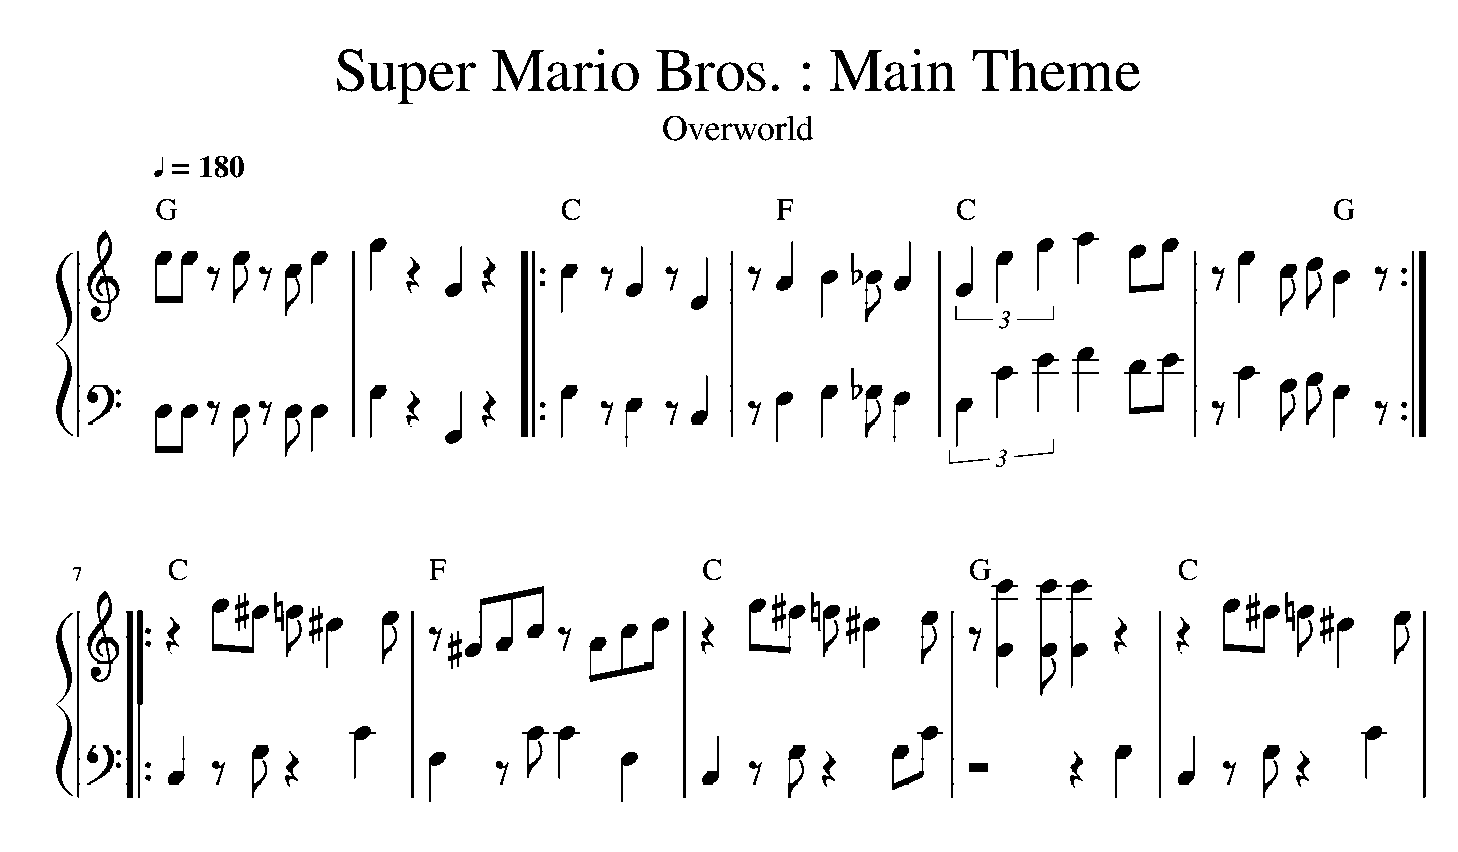 Super Mario Bros. : Main Theme
Overworld
♩ = 180
G C F C G
3
3
7
C F C G C